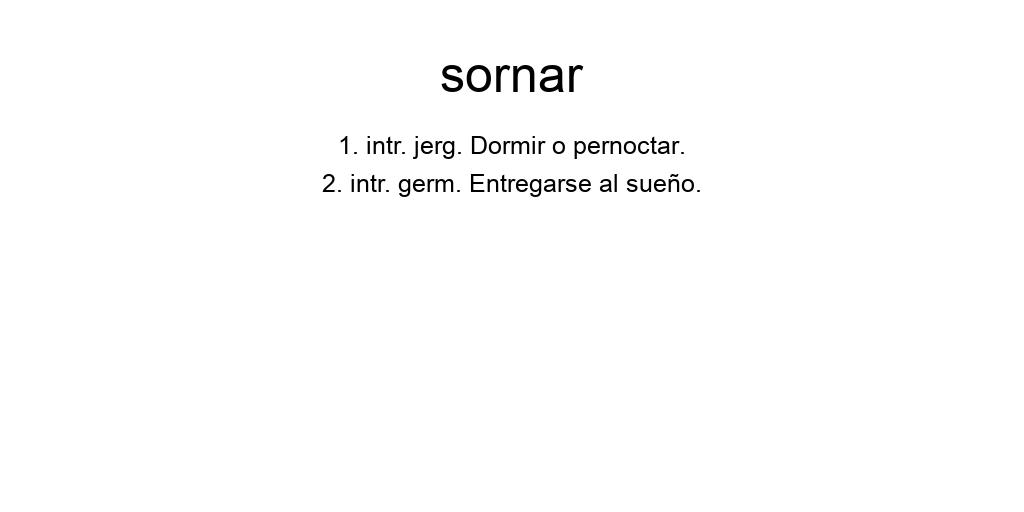 sornar
1. intr. jerg. Dormir o pernoctar.
2. intr. germ. Entregarse al sueño.